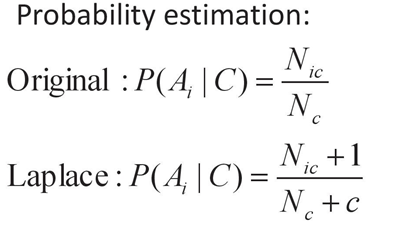 Probability estimation:
Original : P(A_i | C) = N_ic / N_c
Laplace : P(A_i | C) = (N_ic + 1) / (N_c + c)